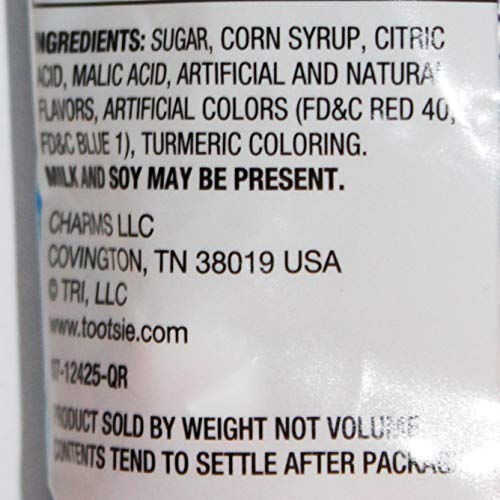 INGREDIENTS: SUGAR, CORN SYRUP, CITRIC
ACID, MALIC ACID, ARTIFICIAL AND NATURAL
FLAVORS, ARTIFICIAL COLORS (FD&C RED 40,
FD&C BLUE 1), TURMERIC COLORING.
MILK AND SOY MAY BE PRESENT.
CHARMS LLC
COVINGTON, TN 38019 USA
© TRI, LLC
www.tootsie.com
07-12425-QR
PRODUCT SOLD BY WEIGHT NOT VOLUME
CONTENTS TEND TO SETTLE AFTER